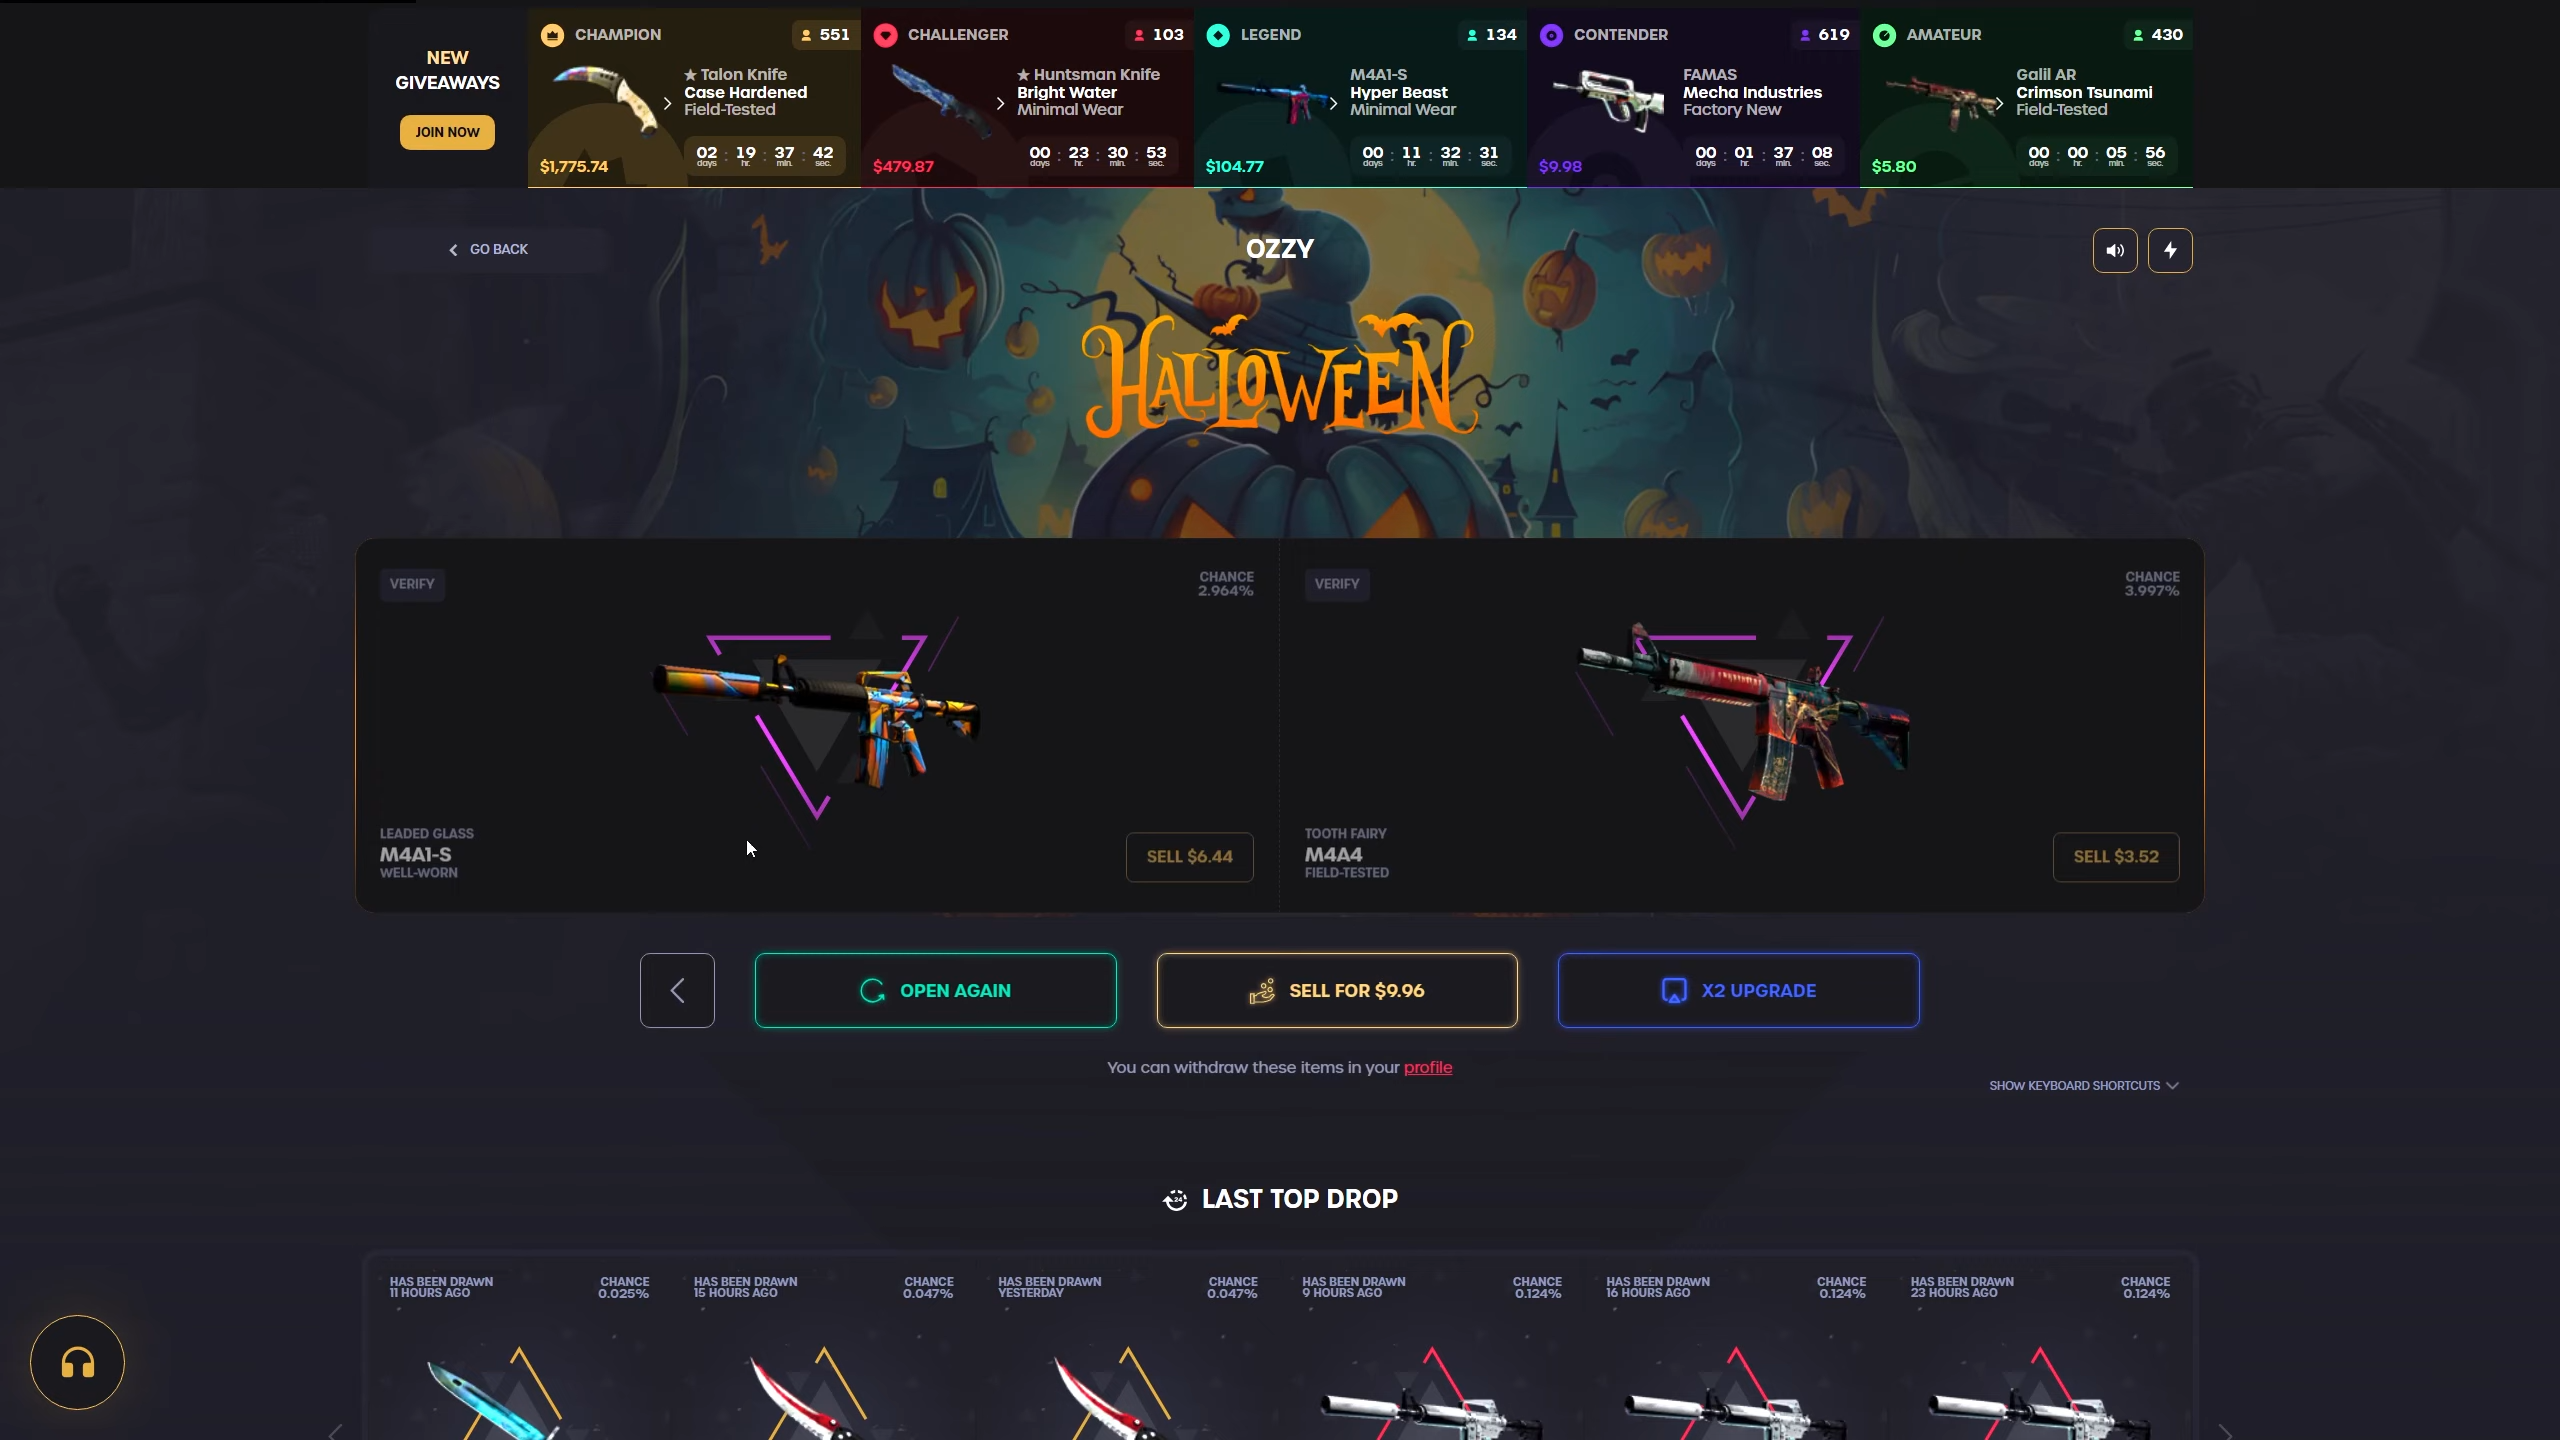 NEW
GIVEAWAYS
JOIN NOW
CHAMPION
551
★ Talon Knife
Case Hardened
Field-Tested
$1,775.74
02 : 19 : 37 : 42
days hr. min. sec.
CHALLENGER
103
★ Huntsman Knife
Bright Water
Minimal Wear
$479.87
00 : 23 : 30 : 53
days hr. min. sec.
LEGEND
134
M4A1-S
Hyper Beast
Minimal Wear
$104.77
00 : 11 : 32 : 31
days hr. min. sec.
CONTENDER
619
FAMAS
Mecha Industries
Factory New
$9.98
00 : 01 : 37 : 08
days hr. min. sec.
AMATEUR
430
Galil AR
Crimson Tsunami
Field-Tested
$5.80
00 : 00 : 05 : 56
days hr. min. sec.
GO BACK
OZZY
HALLOWEEN
VERIFY
CHANCE
2.964%
LEADED GLASS
M4A1-S
WELL-WORN
SELL $6.44
VERIFY
CHANCE
3.997%
TOOTH FAIRY
M4A4
FIELD-TESTED
SELL $3.52
OPEN AGAIN
SELL FOR $9.96
X2 UPGRADE
You can withdraw these items in your profile
SHOW KEYBOARD SHORTCUTS
24
LAST TOP DROP
HAS BEEN DRAWN
11 HOURS AGO
CHANCE
0.025%
HAS BEEN DRAWN
15 HOURS AGO
CHANCE
0.047%
HAS BEEN DRAWN
YESTERDAY
CHANCE
0.047%
HAS BEEN DRAWN
9 HOURS AGO
CHANCE
0.124%
HAS BEEN DRAWN
16 HOURS AGO
CHANCE
0.124%
HAS BEEN DRAWN
23 HOURS AGO
CHANCE
0.124%